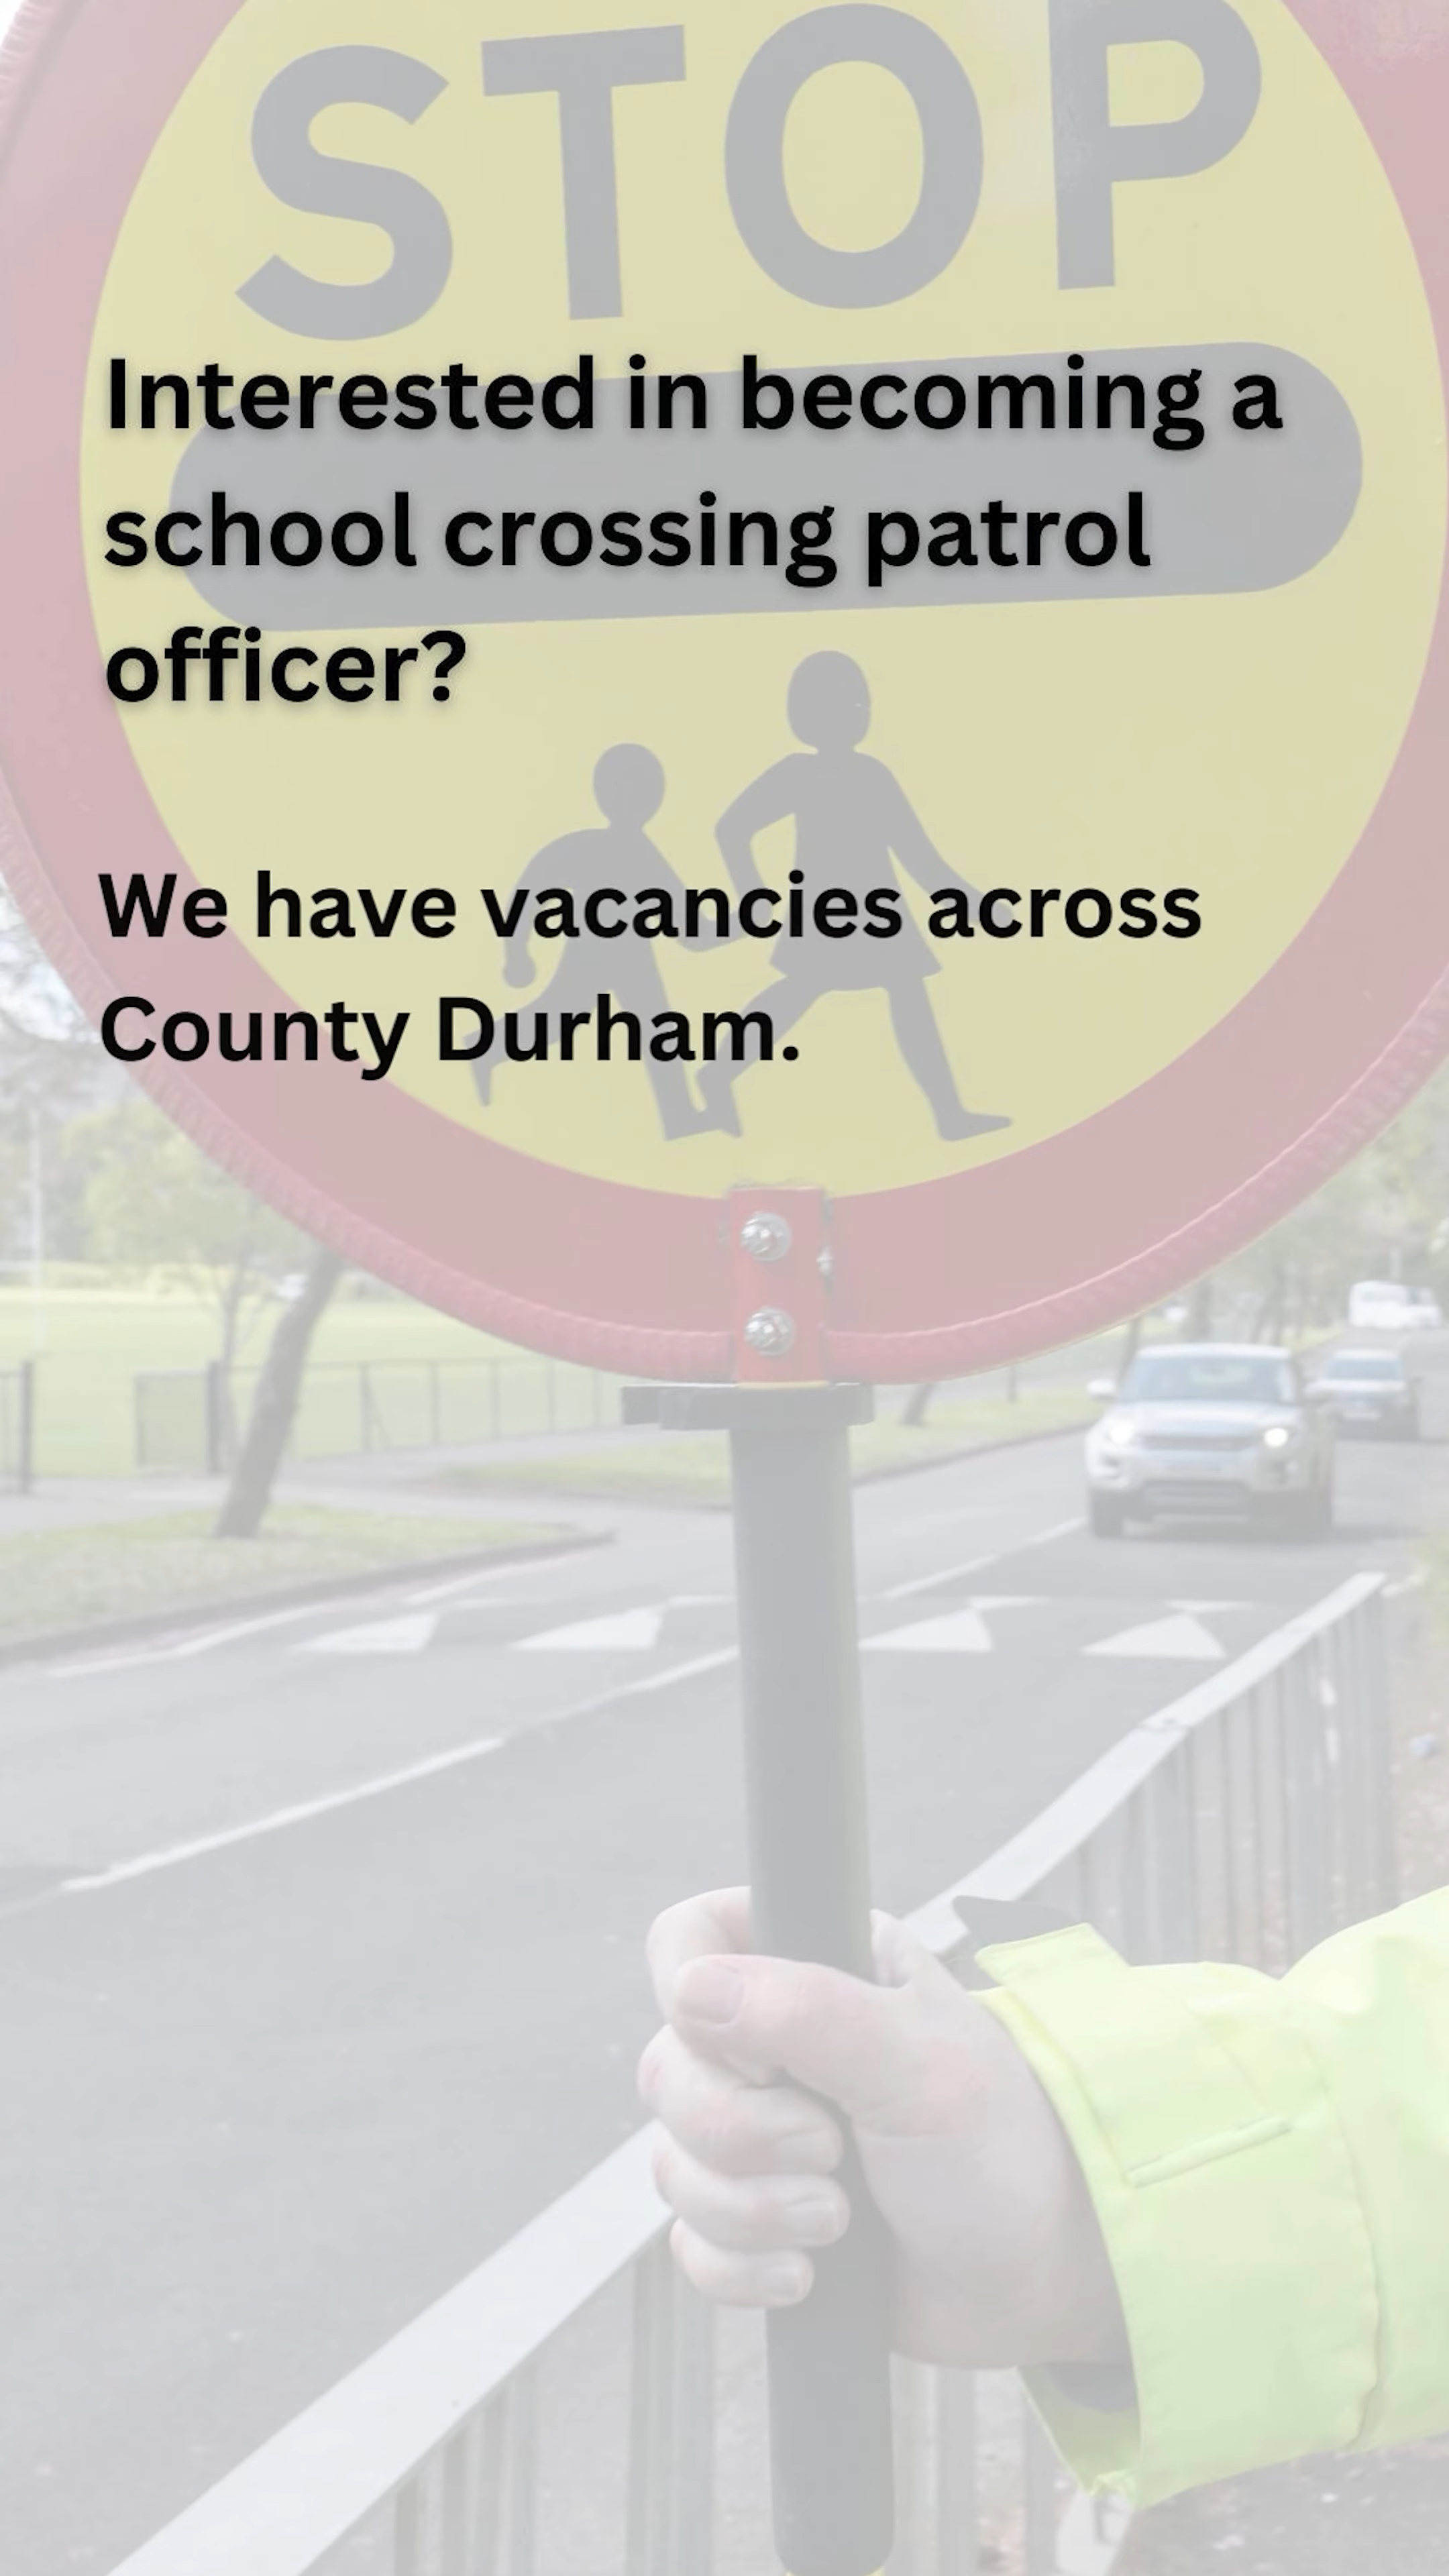 STOP
Interested in becoming a
school crossing patrol
officer?
We have vacancies across
County Durham.